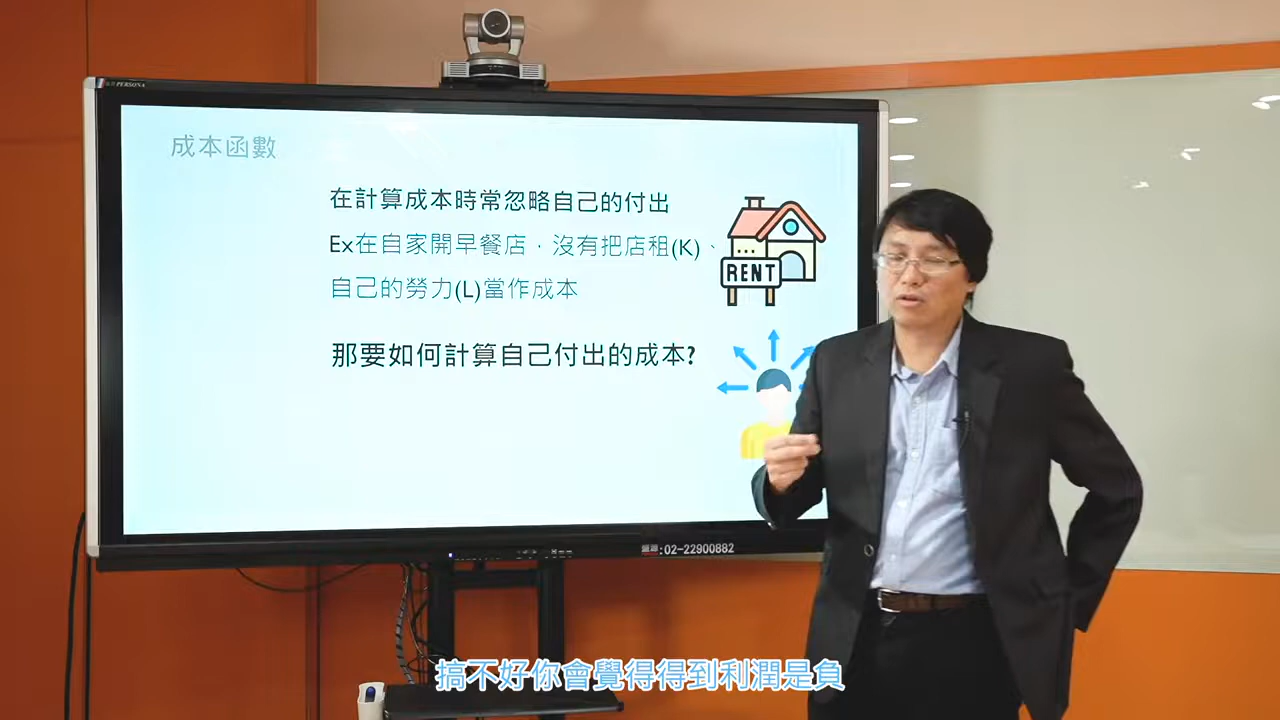 PERSONA
成本函數
在計算成本時常忽略自己的付出
Ex在自家開早餐店，沒有把店租(K)、
自己的勞力(L)當作成本
RENT
那要如何計算自己付出的成本?
:02-22900882
搞不好你會覺得得到利潤是負